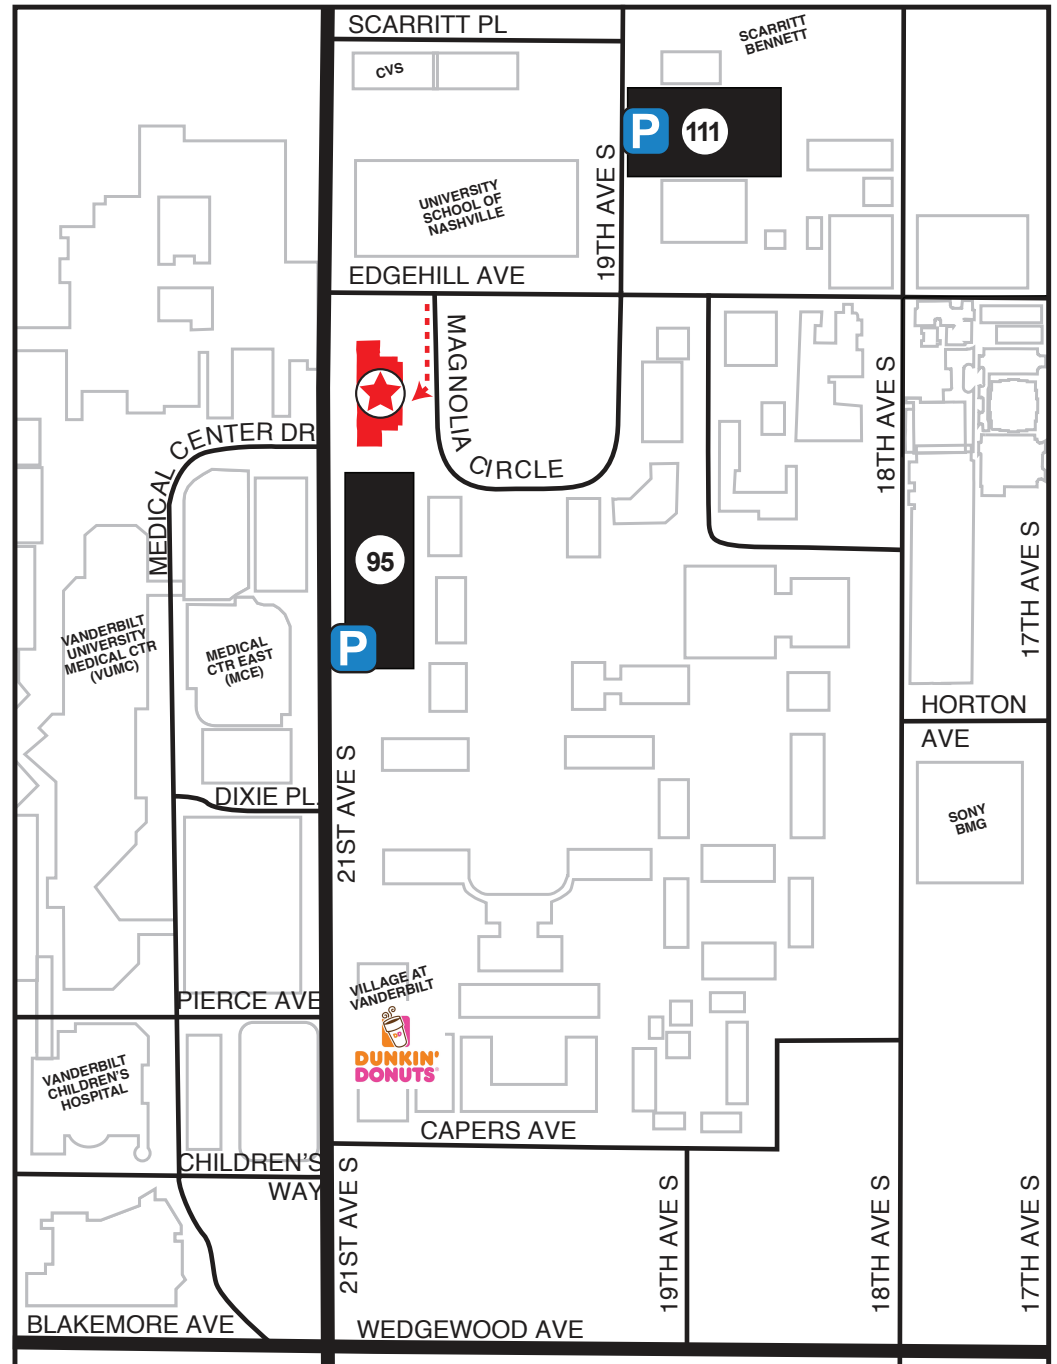 SCARRITT PL
SCARRITT
BENNETT
CVS
P
111
19TH AVE S
UNIVERSITY
SCHOOL OF
NASHVILLE
EDGEHILL AVE
MAGNOLIA
CIRCLE
18TH AVE S
MEDICAL CENTER DR
95
P
17TH AVE S
VANDERBILT
UNIVERSITY
MEDICAL CTR
(VUMC)
MEDICAL
CTR EAST
(MCE)
HORTON
AVE
DIXIE PL.
21ST AVE S
SONY
BMG
VILLAGE AT
VANDERBILT
PIERCE AVE
DD
DUNKIN'
DONUTS®
VANDERBILT
CHILDREN'S
HOSPITAL
CAPERS AVE
CHILDREN'S
WAY
21ST AVE S
19TH AVE S
18TH AVE S
17TH AVE S
BLAKEMORE AVE
WEDGEWOOD AVE